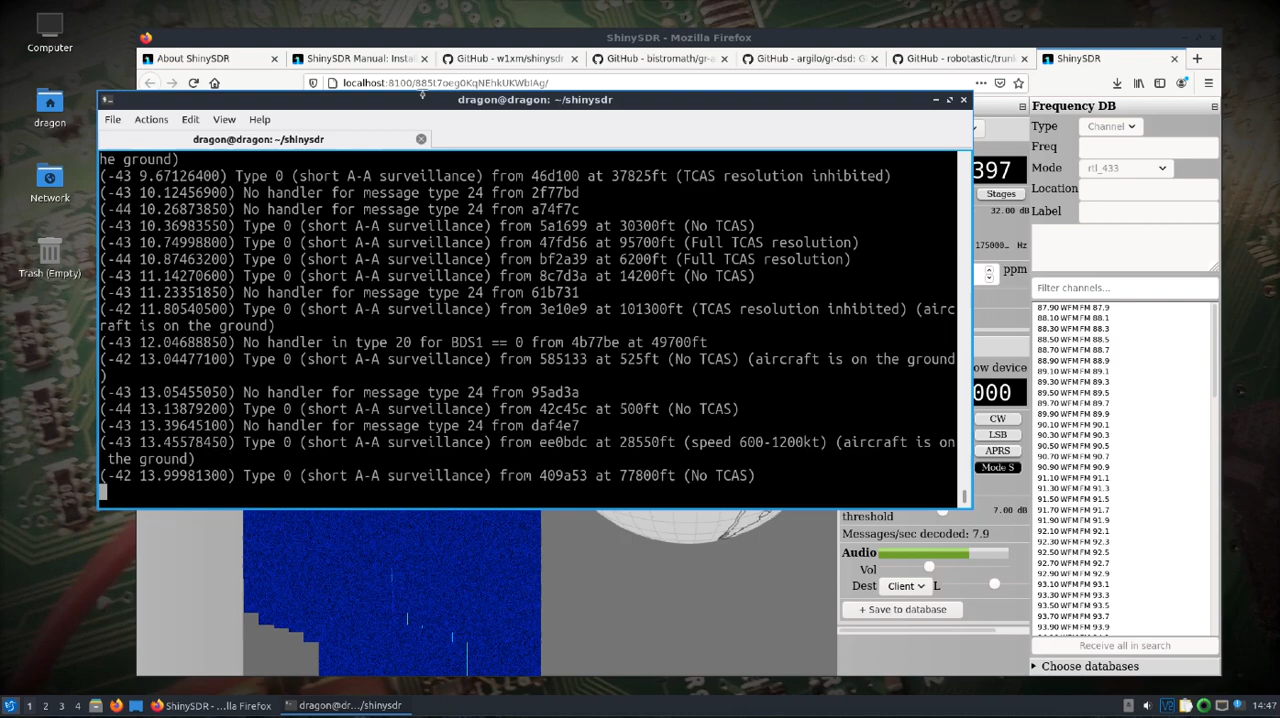 Computer
dragon
Network
Trash (Empty)
ShinySDR - Mozilla Firefox
About ShinySDR
ShinySDR Manual: Insta
GitHub - w1xm/shinysd
GitHub - bistromath/gr-a
GitHub - argilo/gr-dsd: G
GitHub - robotastic/trunk
ShinySDR
localhost:8100/885t7oeg0KqNEhkUKWbIAg/
dragon@dragon: ~/shinysdr
File Actions Edit View Help
dragon@dragon: ~/shinysdr
he ground)
(-43 9.67126400) Type 0 (short A-A surveillance) from 46d100 at 37825ft (TCAS resolution inhibited)
(-43 10.12456900) No handler for message type 24 from 2f77bd
(-44 10.26873850) No handler for message type 24 from a74f7c
(-43 10.36983550) Type 0 (short A-A surveillance) from 5a1699 at 30300ft (No TCAS)
(-43 10.74998800) Type 0 (short A-A surveillance) from 47fd56 at 95700ft (Full TCAS resolution)
(-44 10.87463200) Type 0 (short A-A surveillance) from bf2a39 at 6200ft (Full TCAS resolution)
(-43 11.14270600) Type 0 (short A-A surveillance) from 8c7d3a at 14200ft (No TCAS)
(-43 11.23351850) No handler for message type 24 from 61b731
(-42 11.80540500) Type 0 (short A-A surveillance) from 3e10e9 at 101300ft (TCAS resolution inhibited) (airc
raft is on the ground)
(-43 12.04688850) No handler in type 20 for BDS1 == 0 from 4b77be at 49700ft
(-42 13.04477100) Type 0 (short A-A surveillance) from 585133 at 525ft (No TCAS) (aircraft is on the ground
)
(-43 13.05455050) No handler for message type 24 from 95ad3a
(-44 13.13879200) Type 0 (short A-A surveillance) from 42c45c at 500ft (No TCAS)
(-43 13.39645100) No handler for message type 24 from daf4e7
(-43 13.45578450) Type 0 (short A-A surveillance) from ee0bdc at 28550ft (speed 600-1200kt) (aircraft is on
the ground)
(-42 13.99981300) Type 0 (short A-A surveillance) from 409a53 at 77800ft (No TCAS)
397
Stages
32.00 dB
175000... Hz
ppm
ow device
000
CW
LSB
APRS
Mode S
7.00 dB
threshold
Messages/sec decoded: 7.9
Audio
Vol
Dest Client L
+ Save to database
Frequency DB
Type Channel
Freq
Mode rtl_433
Location
Label
Filter channels...
87.90 WFM FM 87.9
88.10 WFM FM 88.1
88.30 WFM FM 88.3
88.50 WFM FM 88.5
88.70 WFM FM 88.7
88.90 WFM FM 88.9
89.10 WFM FM 89.1
89.30 WFM FM 89.3
89.50 WFM FM 89.5
89.70 WFM FM 89.7
89.90 WFM FM 89.9
90.10 WFM FM 90.1
90.30 WFM FM 90.3
90.50 WFM FM 90.5
90.70 WFM FM 90.7
90.90 WFM FM 90.9
91.10 WFM FM 91.1
91.30 WFM FM 91.3
91.50 WFM FM 91.5
91.70 WFM FM 91.7
91.90 WFM FM 91.9
92.10 WFM FM 92.1
92.30 WFM FM 92.3
92.50 WFM FM 92.5
92.70 WFM FM 92.7
92.90 WFM FM 92.9
93.10 WFM FM 93.1
93.30 WFM FM 93.3
93.50 WFM FM 93.5
93.70 WFM FM 93.7
93.90 WFM FM 93.9
Receive all in search
Choose databases
1 2 3 4
ShinySDR - ...lla Firefox
dragon@dr.../shinysdr
14:47